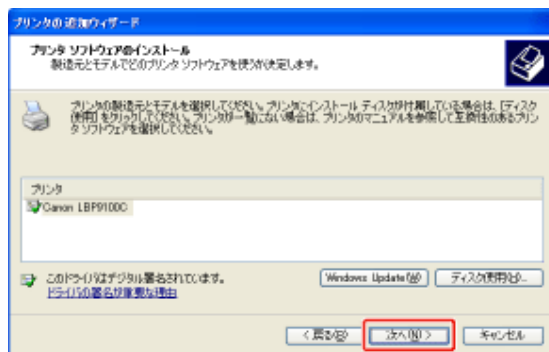 プリンタの追加ウィザード
プリンタ ソフトウェアのインストール
製造元とモデルでどのプリンタ ソフトウェアを使うか決定します。
プリンタの製造元とモデルを選択してください。プリンタにインストール ディスクが付属している場合は、[ディスク
使用] をクリックしてください。プリンタが一覧にない場合は、プリンタのマニュアルを参照して互換性のあるプリン
タ ソフトウェアを選択してください。
プリンタ
Canon LBP9100C
このドライバはデジタル署名されています。
ドライバの署名が重要な理由
Windows Update(W)
ディスク使用(H)...
< 戻る(B)
次へ(N) >
キャンセル